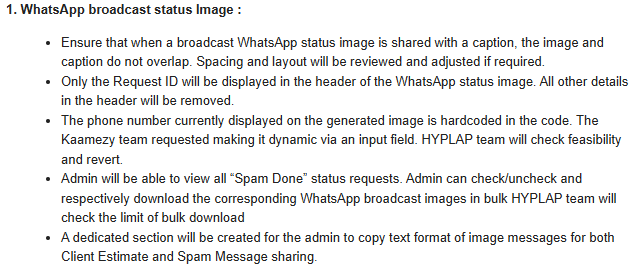 1. WhatsApp broadcast status Image :
• Ensure that when a broadcast WhatsApp status image is shared with a caption, the image and
caption do not overlap. Spacing and layout will be reviewed and adjusted if required.
• Only the Request ID will be displayed in the header of the WhatsApp status image. All other details
in the header will be removed.
• The phone number currently displayed on the generated image is hardcoded in the code. The
Kaamezy team requested making it dynamic via an input field. HYPLAP team will check feasibility
and revert.
• Admin will be able to view all “Spam Done” status requests. Admin can check/uncheck and
respectively download the corresponding WhatsApp broadcast images in bulk HYPLAP team will
check the limit of bulk download
• A dedicated section will be created for the admin to copy text format of image messages for both
Client Estimate and Spam Message sharing.